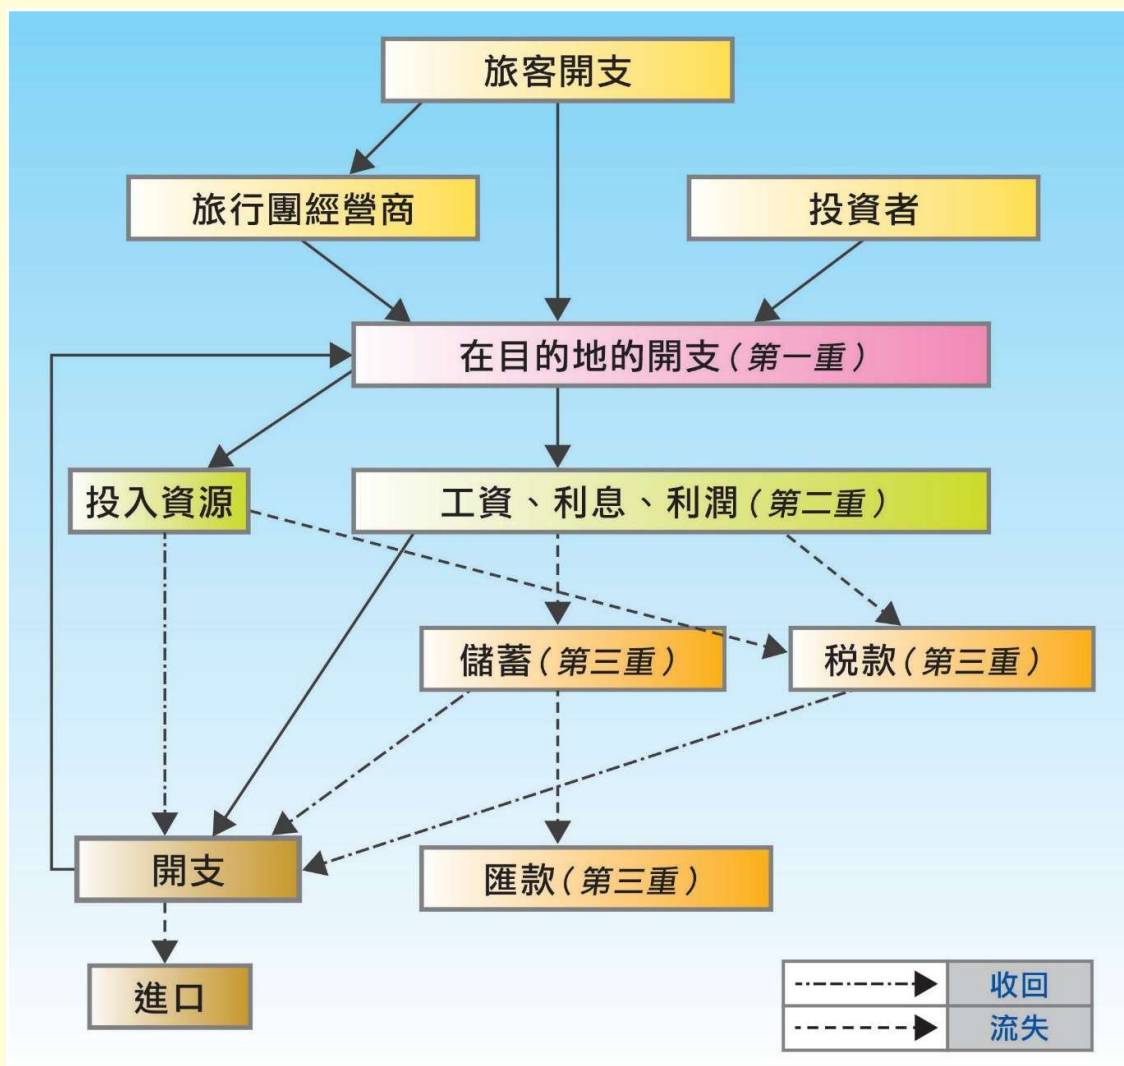 旅客開支
旅行團經營商
投資者
在目的地的開支(第一重)
投入資源
工資、利息、利潤(第二重)
儲蓄(第三重)
税款(第三重)
開支
匯款(第三重)
進口
收回
流失